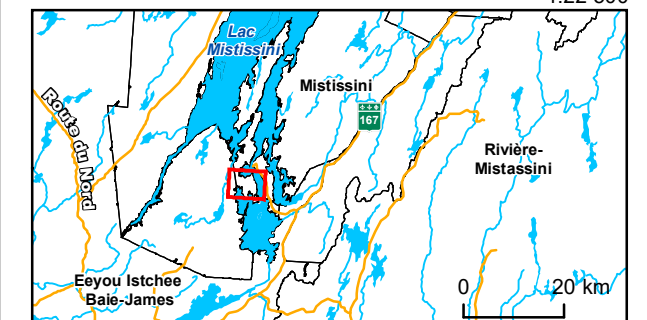 Lac
Mistissini
Mistissini
167
Route du Nord
Rivière-
Mistassini
Eeyou Istchee
Baie-James
0 20 km